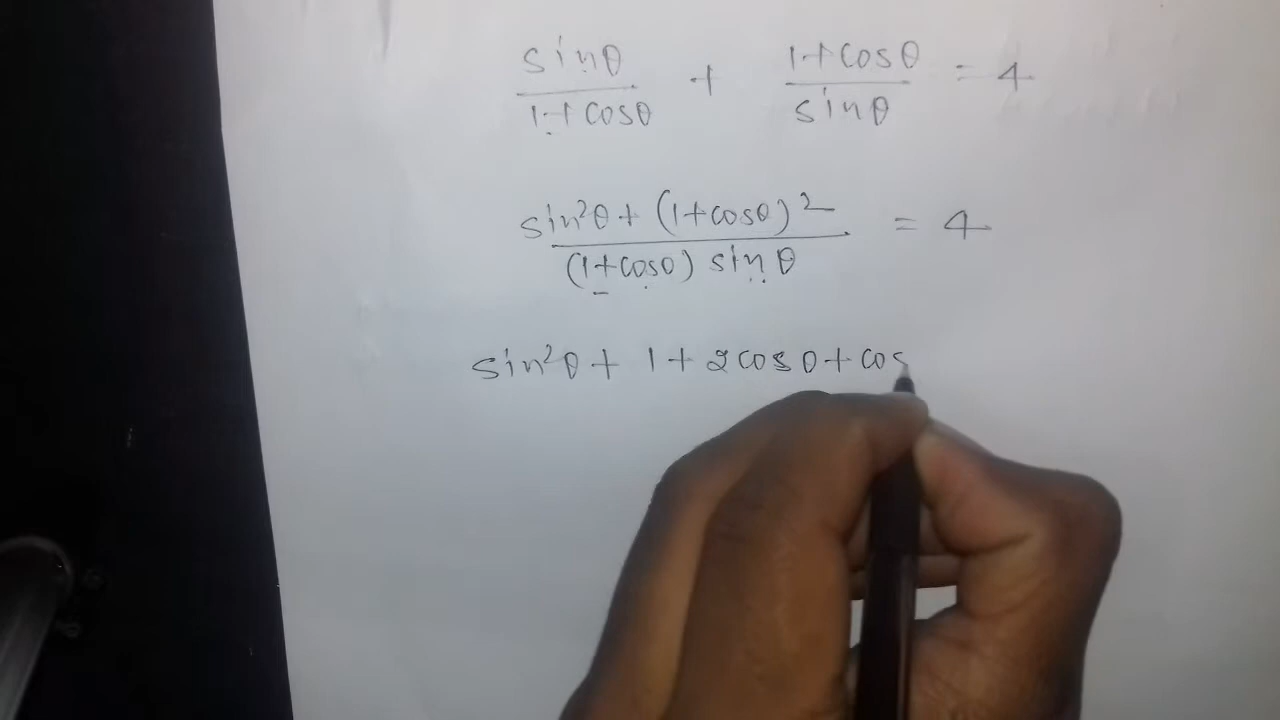 sinθ/1+cosθ + 1+cosθ/sinθ = 4
sin²θ + (1+cosθ)²/(1+cosθ) sinθ = 4
sin²θ + 1 + 2cosθ + cos